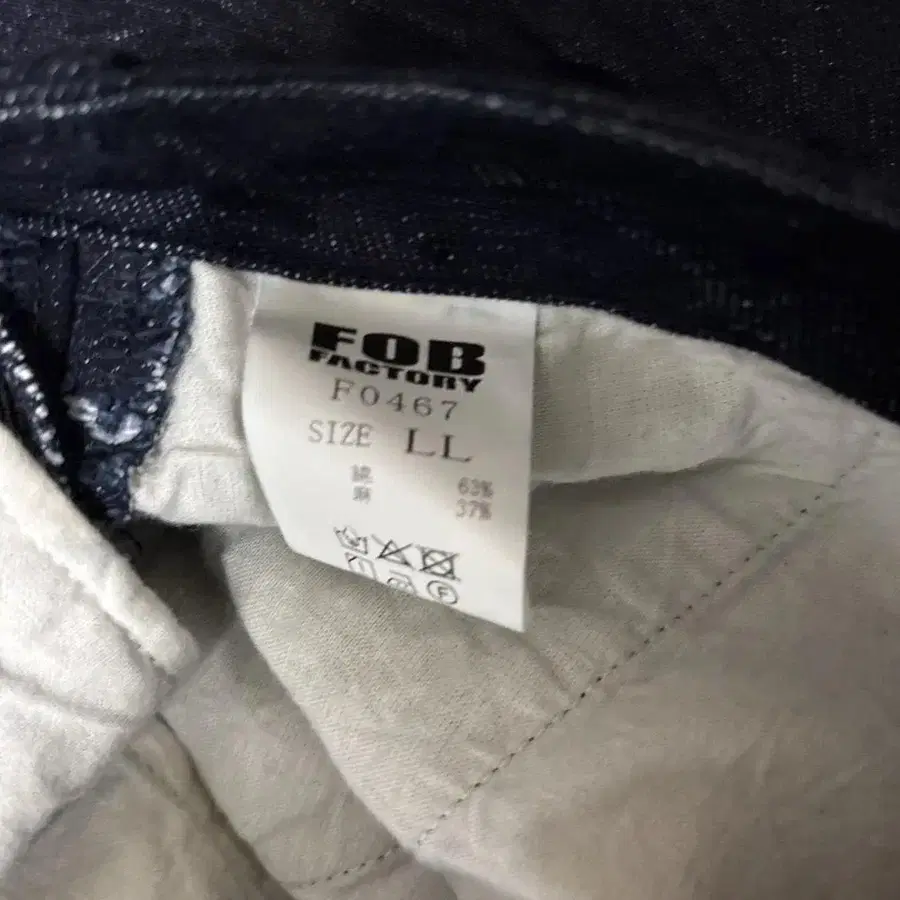 FOB
FACTORY
F0467
SIZE LL
綿 63%
麻 37%
F